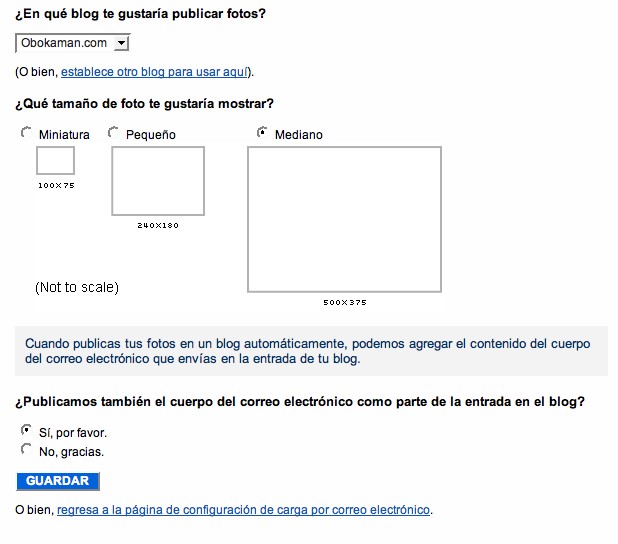 ¿En qué blog te gustaría publicar fotos?
Obokaman.com
(O bien, establece otro blog para usar aquí).
¿Qué tamaño de foto te gustaría mostrar?
Miniatura Pequeño Mediano
100X75
240X180
(Not to scale)
500X375
Cuando publicas tus fotos en un blog automáticamente, podemos agregar el contenido del cuerpo
del correo electrónico que envías en la entrada de tu blog.
¿Publicamos también el cuerpo del correo electrónico como parte de la entrada en el blog?
Sí, por favor.
No, gracias.
GUARDAR
O bien, regresa a la página de configuración de carga por correo electrónico.